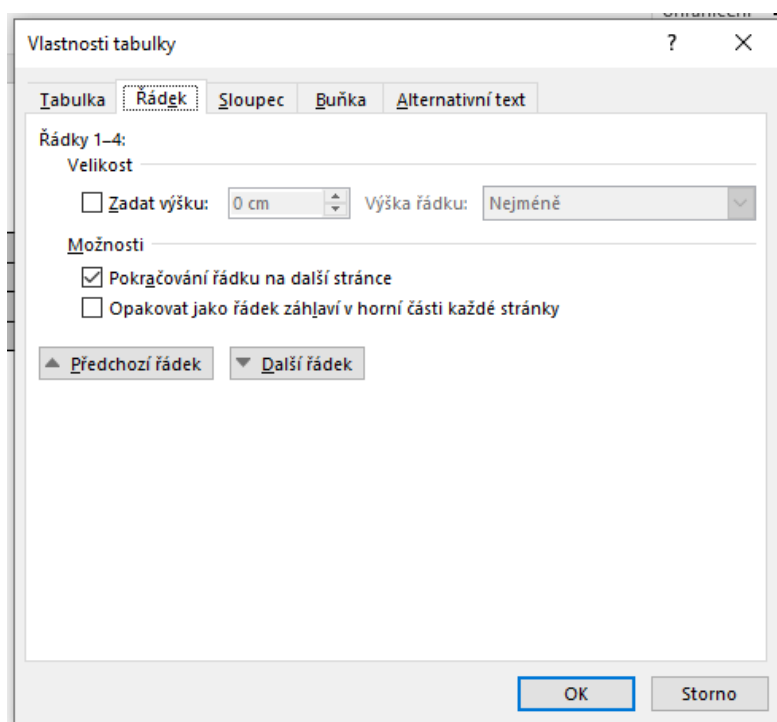 Vlastnosti tabulky ?
Tabulka Řádek Sloupec Buňka Alternativní text
Řádky 1–4:
Velikost
Zadat výšku: 0 cm Výška řádku: Nejméně
Možnosti
Pokračování řádku na další stránce
Opakovat jako řádek záhlaví v horní části každé stránky
Předchozí řádek Další řádek
OK Storno